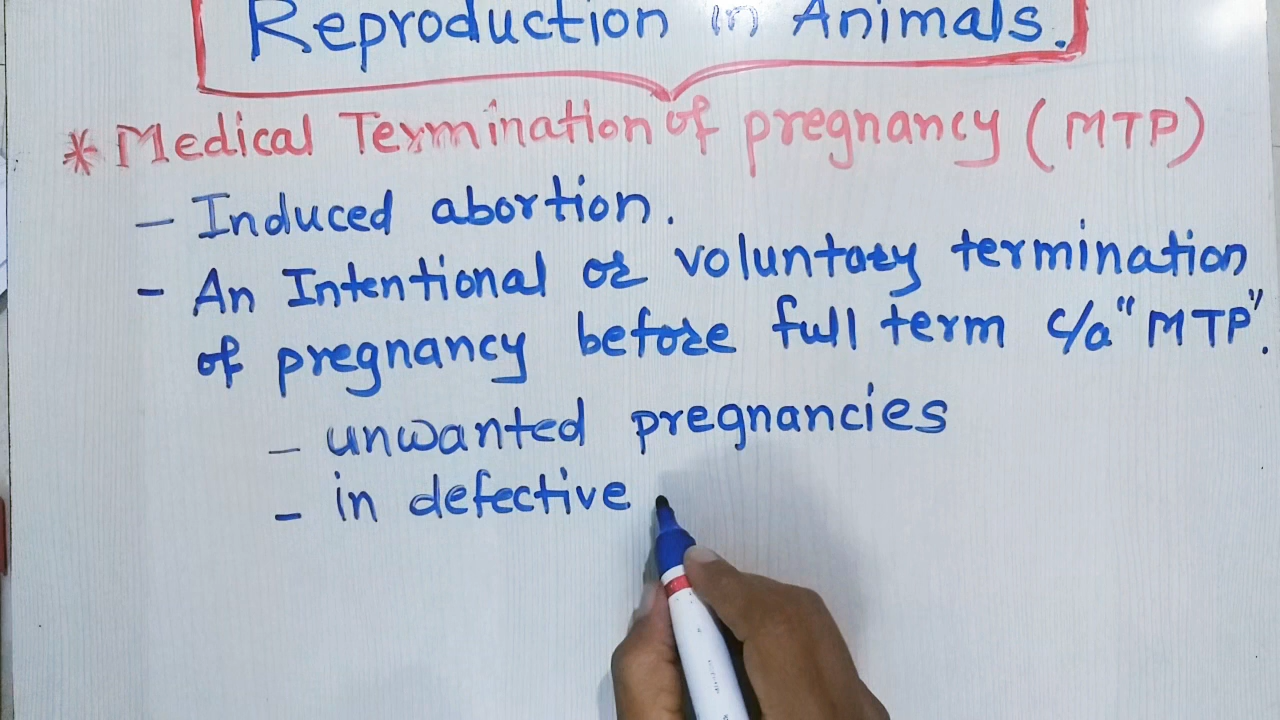 Reproduction in Animals.
* Medical Termination of pregnancy (MTP)
- Induced abortion.
- An Intentional or voluntary termination
of pregnancy before full term c/a "MTP".
- unwanted pregnancies
- in defective